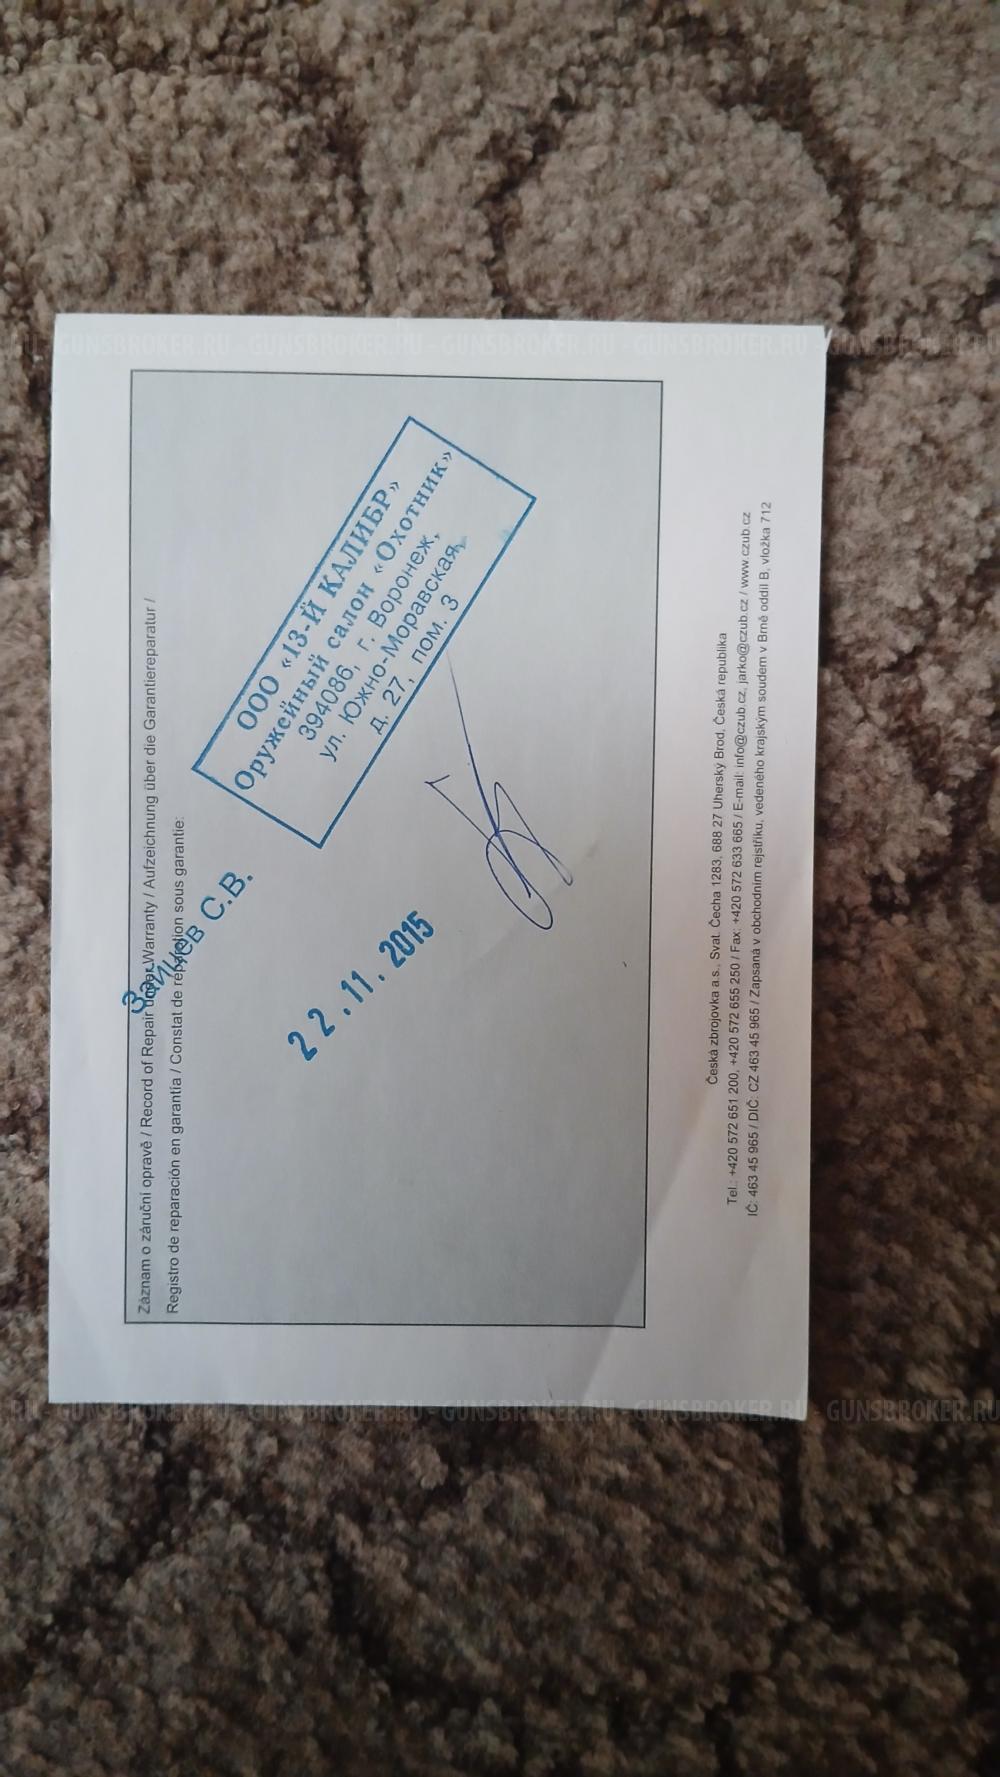 GUNSBROKER.RU - GUNSBROKER.RU - GUNSBROKER.RU - GUNSBROKER.RU - GUNSBROKER.RU
Záznam o záruční opravě / Record of Repair under Warranty / Aufzeichnung über die Garantiereparatur /
Registro de reparación en garantía / Constat de réparation sous garantie:
Зайцев С.В.
22.11.2015
ООО «13-Й КАЛИБР»
Оружейный салон «Охотник»
394086, г. Воронеж,
ул. Южно-Моравская,
д. 27, пом. 3
Česká zbrojovka a.s., Svat. Čecha 1283, 688 27 Uherský Brod, Česká republika
Tel.: +420 572 651 200, +420 572 655 250 / Fax: +420 572 633 665 / E-mail: info@czub.cz, jarko@czub.cz / www.czub.cz
IČ: 463 45 965 / DIČ: CZ 463 45 965 / Zapsaná v obchodním rejstříku, vedeného krajským soudem v Brně oddíl B, vložka 712
RU - GUNSBROKER.RU - GUNSBROKER.RU - GUNSBROKER.RU - GUNSBROKER.RU